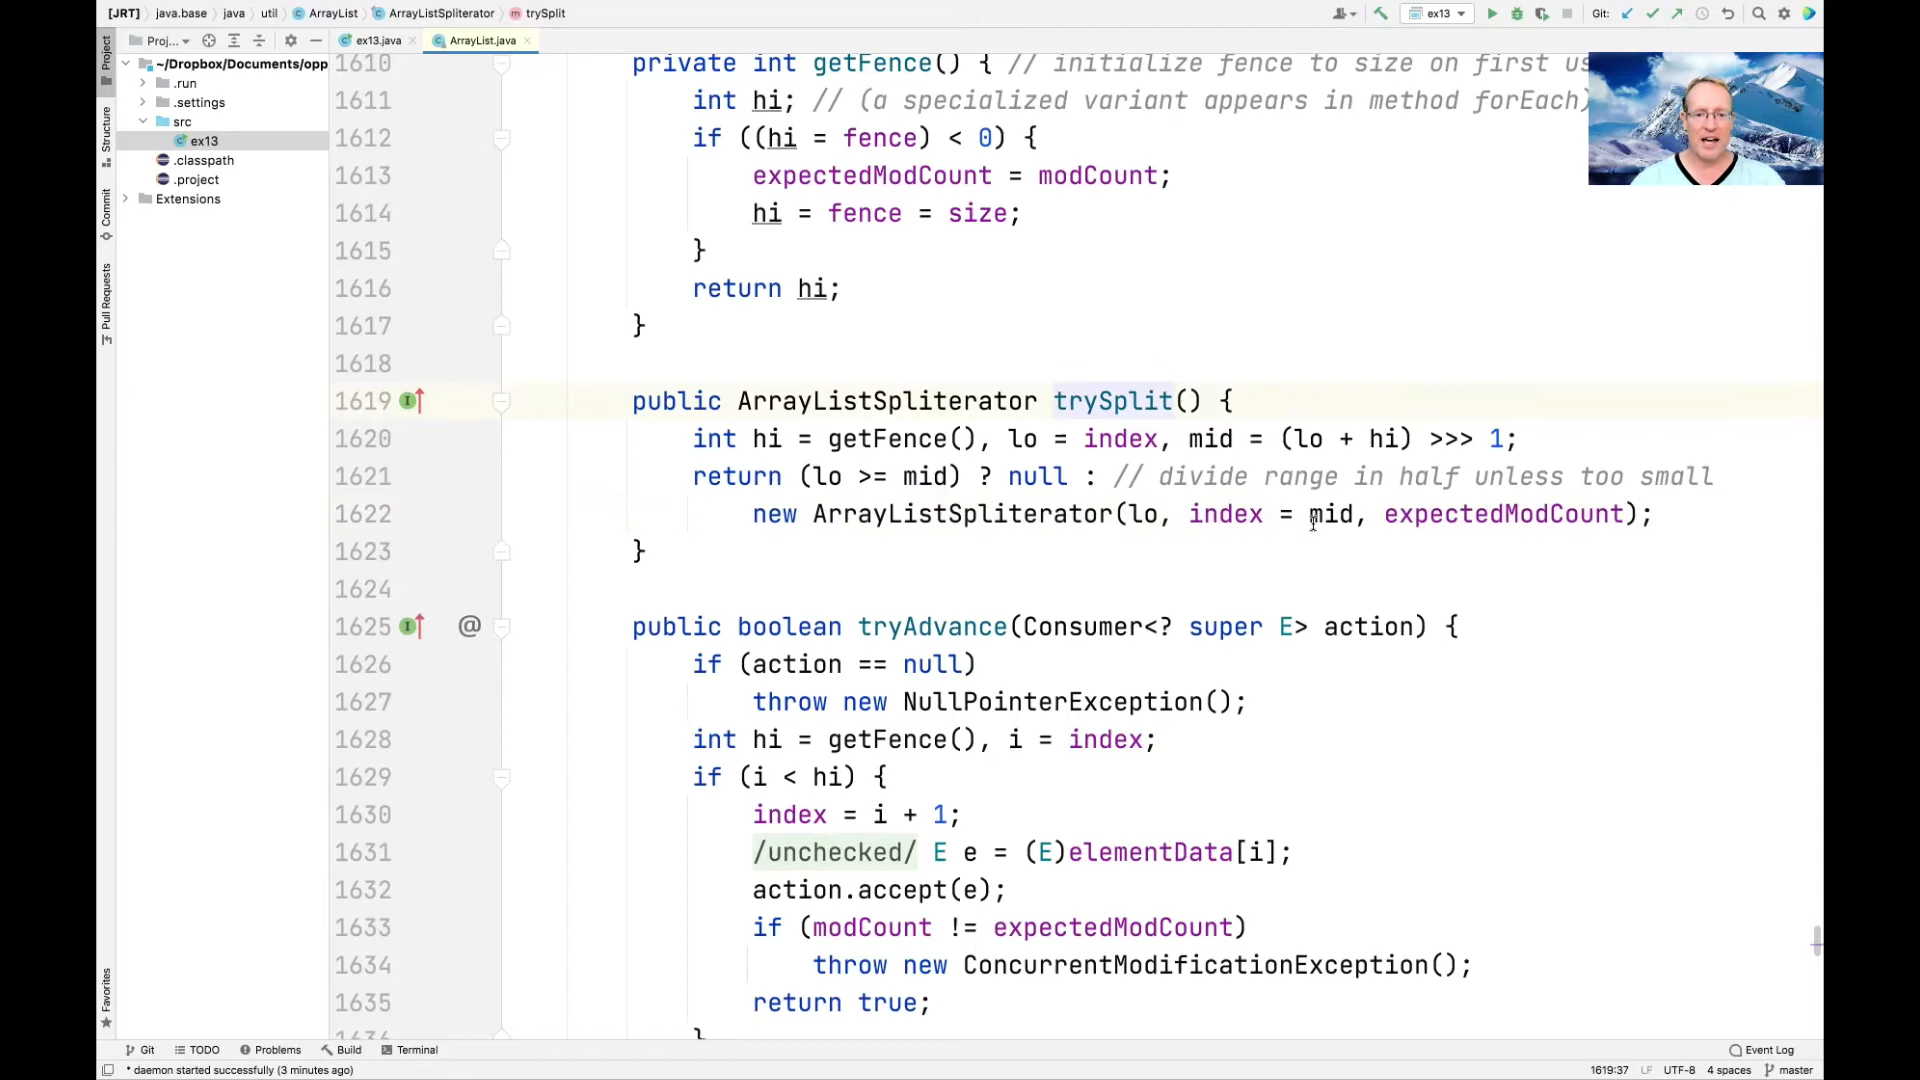 [JRT] java.base java util ArrayList ArrayListSpliterator trySplit
ex13
Git:
Proj...
ex13.java
ArrayList.java
Project
Structure
Commit
Pull Requests
Favorites
~/Dropbox/Documents/opp
.run
.settings
src
ex13
.classpath
.project
Extensions
1610 private int getFence() { // initialize fence to size on first us
1611 int hi; // (a specialized variant appears in method forEach)
1612 if ((hi = fence) < 0) {
1613 expectedModCount = modCount;
1614 hi = fence = size;
1615 }
1616 return hi;
1617 }
1618
1619 public ArrayListSpliterator trySplit() {
1620 int hi = getFence(), lo = index, mid = (lo + hi) >>> 1;
1621 return (lo >= mid) ? null : // divide range in half unless too small
1622 new ArrayListSpliterator(lo, index = mid, expectedModCount);
1623 }
1624
1625 @ public boolean tryAdvance(Consumer<? super E> action) {
1626 if (action == null)
1627 throw new NullPointerException();
1628 int hi = getFence(), i = index;
1629 if (i < hi) {
1630 index = i + 1;
1631 /unchecked/ E e = (E)elementData[i];
1632 action.accept(e);
1633 if (modCount != expectedModCount)
1634 throw new ConcurrentModificationException();
1635 return true;
1636 }
Git TODO Problems Build Terminal
Event Log
* daemon started successfully (3 minutes ago)
1619:37 LF UTF-8 4 spaces master